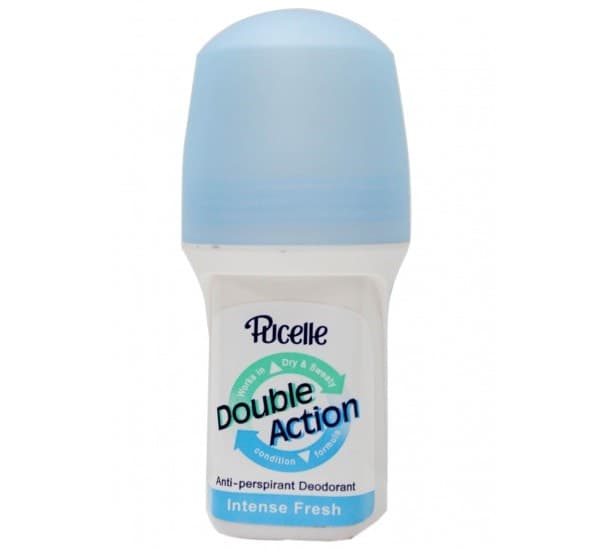 Pucelle
Works in Dry & Sweaty
Double
Action
condition formula
Anti-perspirant Deodorant
Intense Fresh